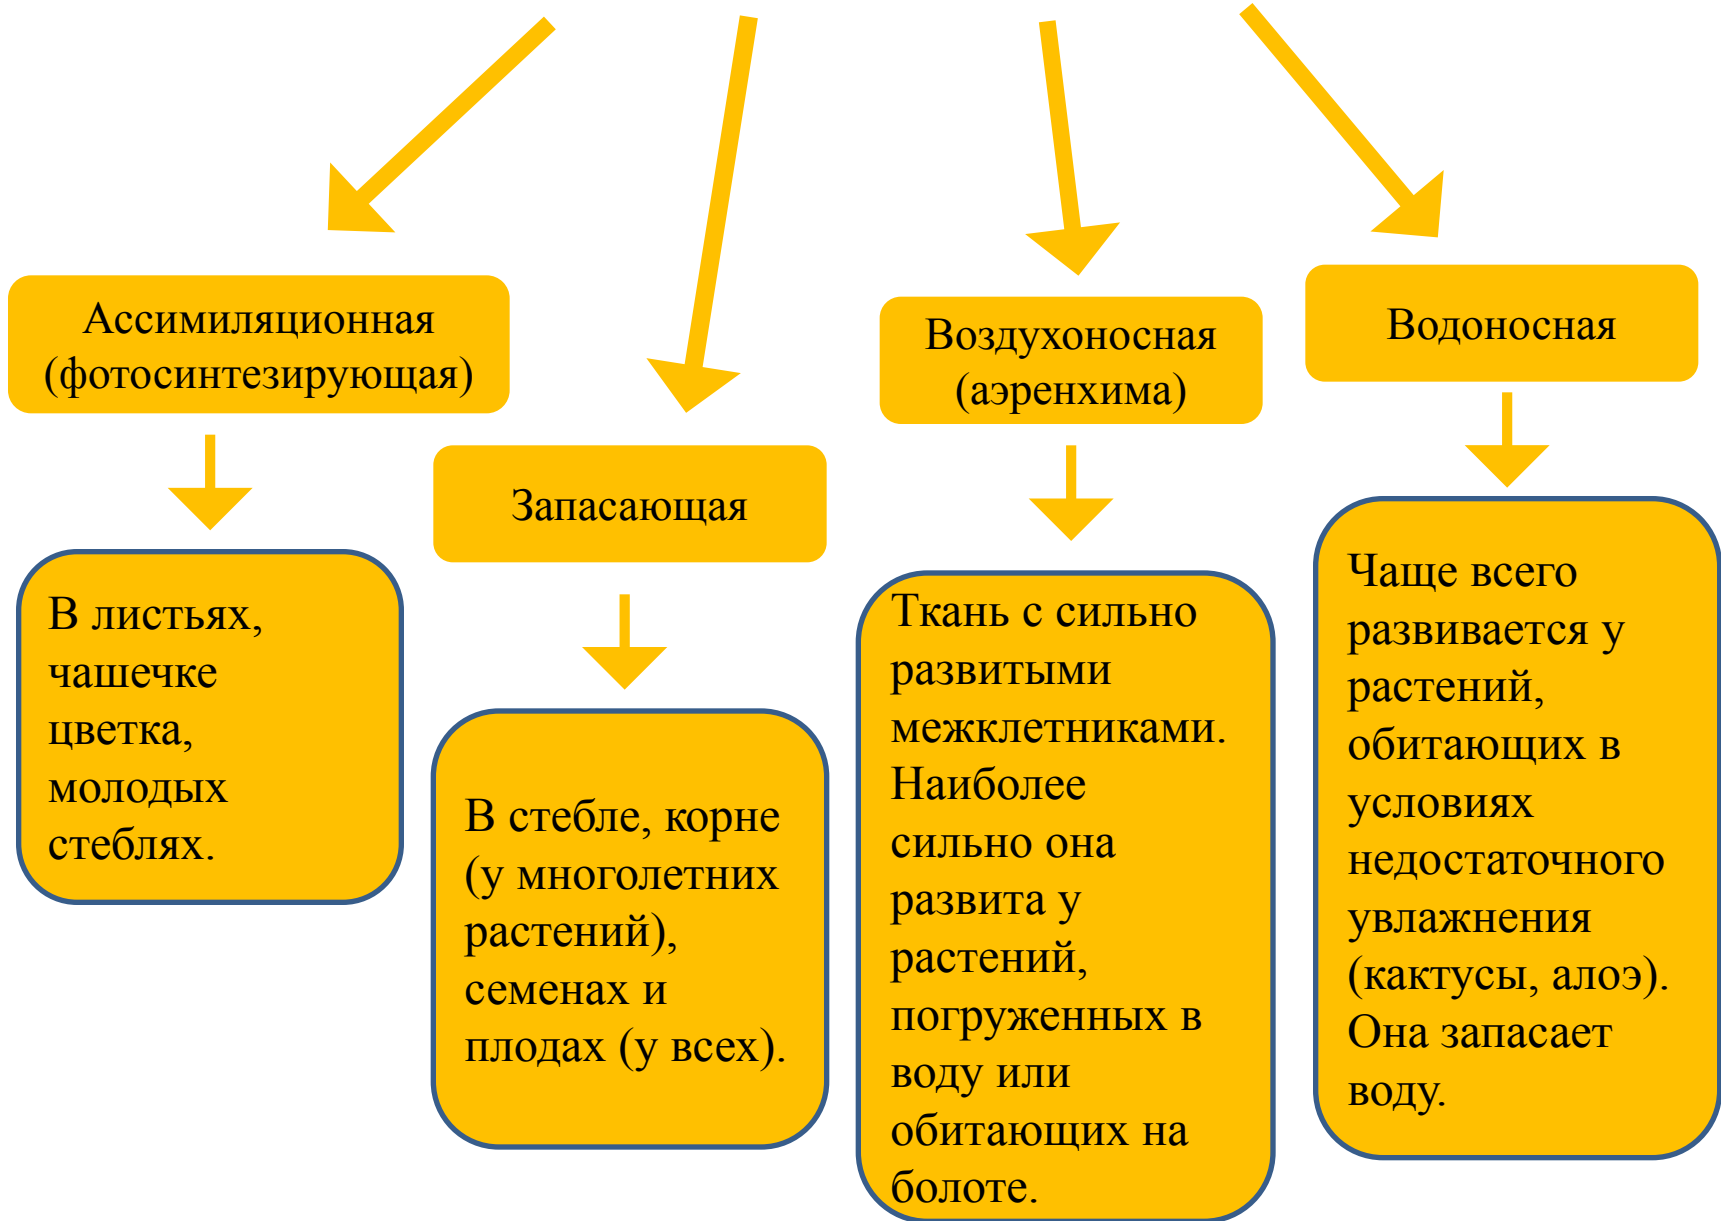 Ассимиляционная
(фотосинтезирующая)
В листьях,
чашечке
цветка,
молодых
стеблях.
Запасающая
В стебле, корне
(у многолетних
растений),
семенах и
плодах (у всех).
Воздухоносная
(аэренхима)
Ткань с сильно
развитыми
межклетниками.
Наиболее
сильно она
развита у
растений,
погруженных в
воду или
обитающих на
болоте.
Водоносная
Чаще всего
развивается у
растений,
обитающих в
условиях
недостаточного
увлажнения
(кактусы, алоэ).
Она запасает
воду.